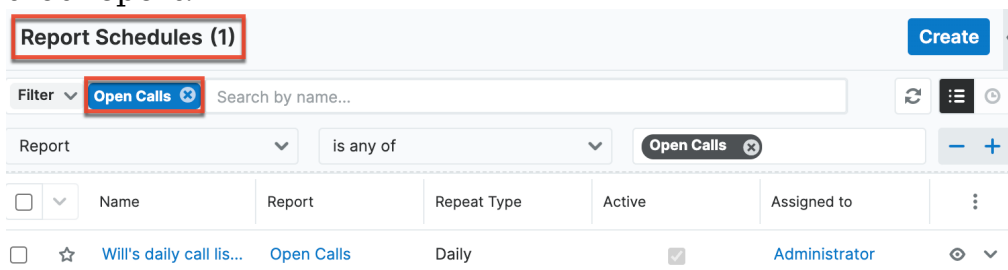 Report Schedules (1)
Create
Filter Open Calls Search by name...
Report is any of Open Calls
Name Report Repeat Type Active Assigned to
Will's daily call lis... Open Calls Daily Administrator